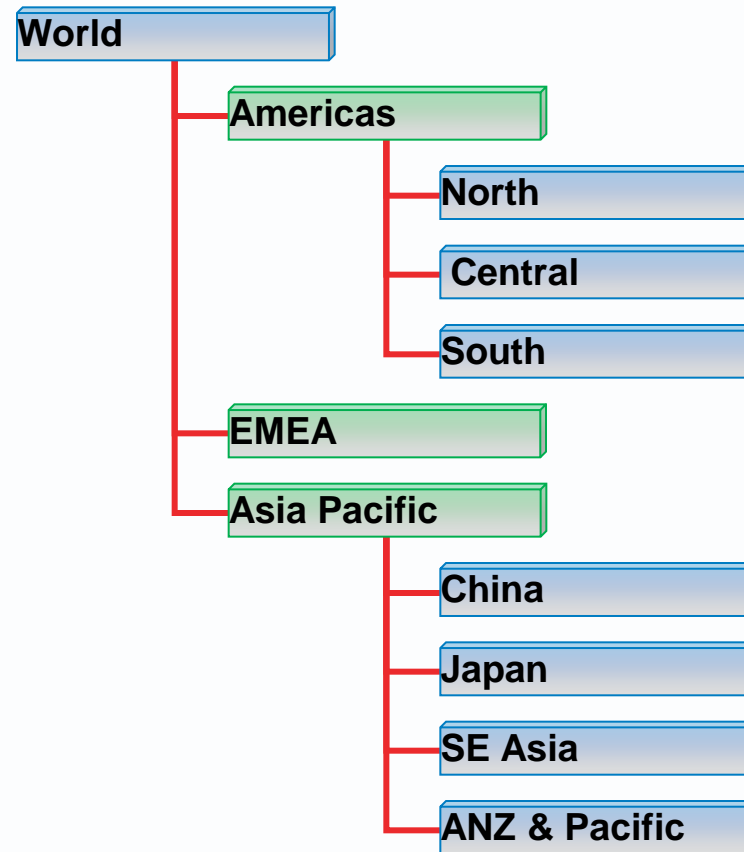 World
Americas
North
Central
South
EMEA
Asia Pacific
China
Japan
SE Asia
ANZ & Pacific